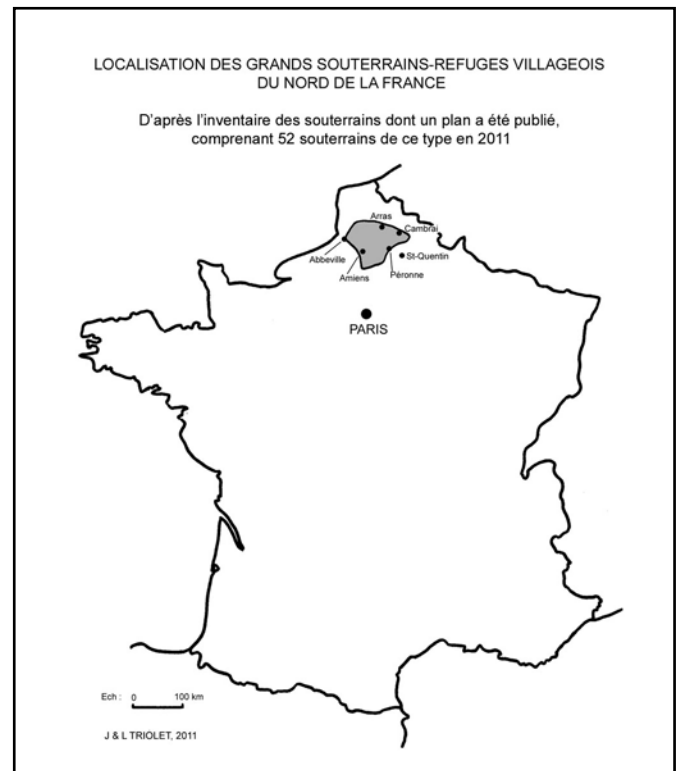 LOCALISATION DES GRANDS SOUTERRAINS-REFUGES VILLAGEOIS
DU NORD DE LA FRANCE
D'après l'inventaire des souterrains dont un plan a été publié,
comprenant 52 souterrains de ce type en 2011
Arras
Cambrai
Abbeville
St-Quentin
Amiens
Péronne
PARIS
Ech : 0 100 km
J & L TRIOLET, 2011